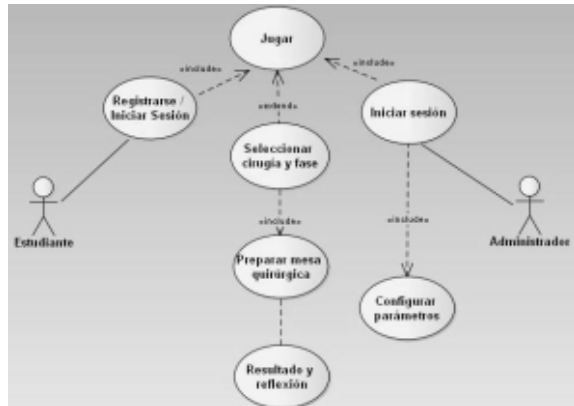 Jugar
«include»
«include»
Registrarse /
Iniciar Sesión
«extend»
Iniciar sesión
Seleccionar
cirugía y fase
Estudiante
«include»
«include»
Administrador
Preparar mesa
quirúrgica
Configurar
parámetros
Resultado y
reflexión